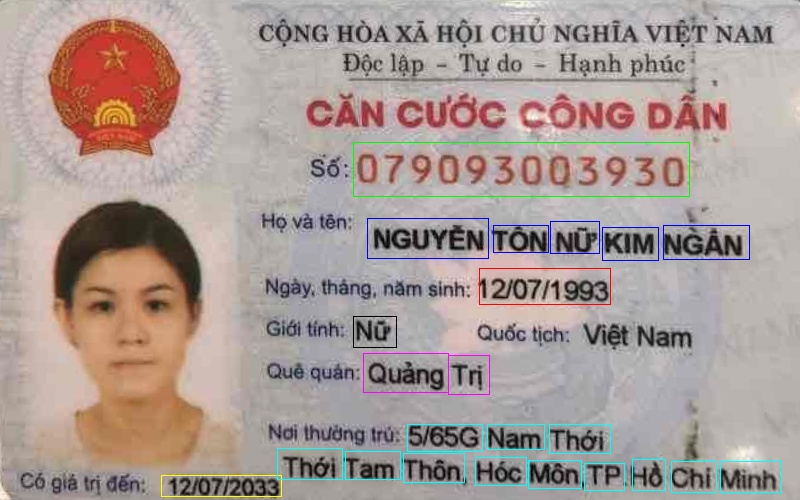 CỘNG HÒA XÃ HỘI CHỦ NGHĨA VIỆT NAM
Độc lập - Tự do - Hạnh phúc
CĂN CƯỚC CÔNG DÂN
Số: 079093003930
Họ và tên: NGUYỄN TÔN NỮ KIM NGÂN
Ngày, tháng, năm sinh: 12/07/1993
Giới tính: Nữ Quốc tịch: Việt Nam
Quê quán: Quảng Trị
Nơi thường trú: 5/65G Nam Thới
Thới Tam Thôn, Hóc Môn, TP. Hồ Chí Minh
Có giá trị đến: 12/07/2033